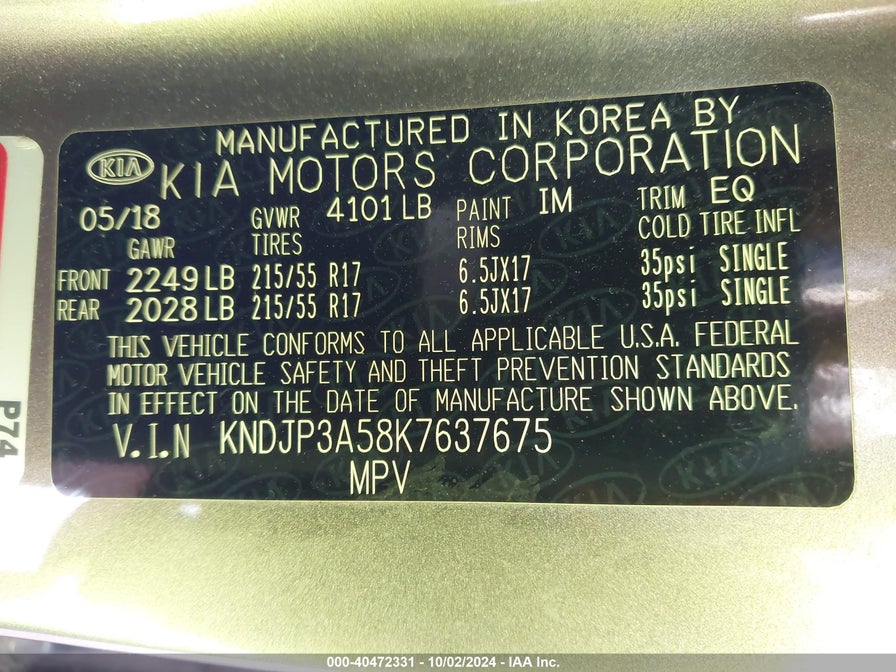 MANUFACTURED IN KOREA BY
KIA KIA MOTORS CORPORATION
05/18 GVWR 4101 LB PAINT IM TRIM EQ
GAWR TIRES RIMS COLD TIRE INFL
FRONT 2249 LB 215/55 R17 6.5JX17 35psi SINGLE
REAR 2028 LB 215/55 R17 6.5JX17 35psi SINGLE
THIS VEHICLE CONFORMS TO ALL APPLICABLE U.S.A. FEDERAL
MOTOR VEHICLE SAFETY AND THEFT PREVENTION STANDARDS
IN EFFECT ON THE DATE OF MANUFACTURE SHOWN ABOVE.
V.I.N KNDJP3A58K7637675
MPV
P74
000-40472331 - 10/02/2024 - IAA Inc.